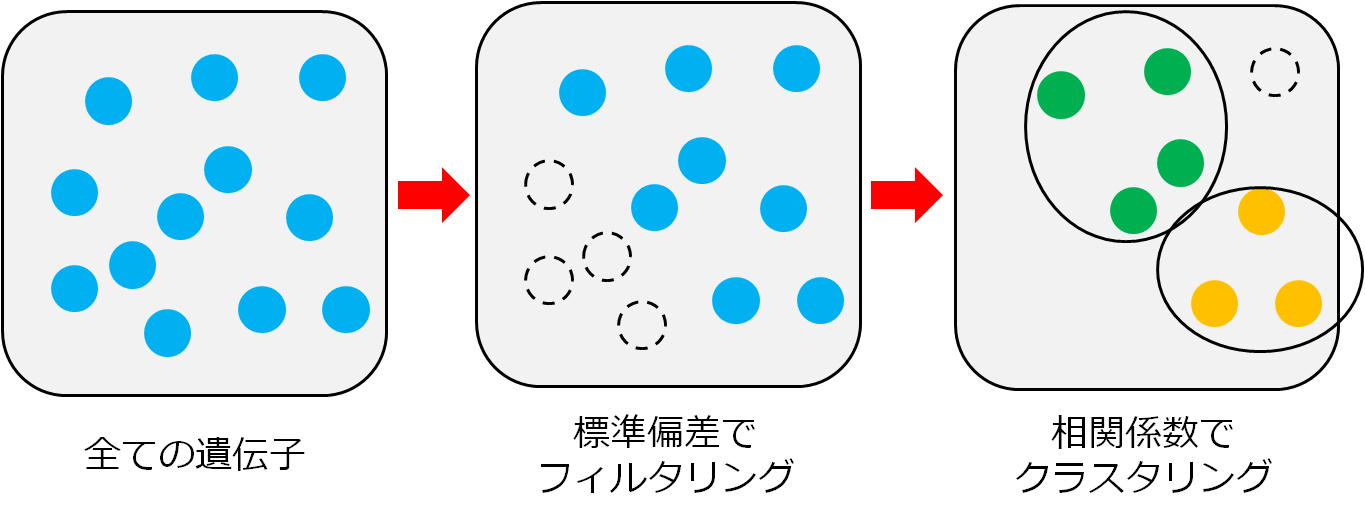 全ての遺伝子
標準偏差で
フィルタリング
相関係数で
クラスタリング